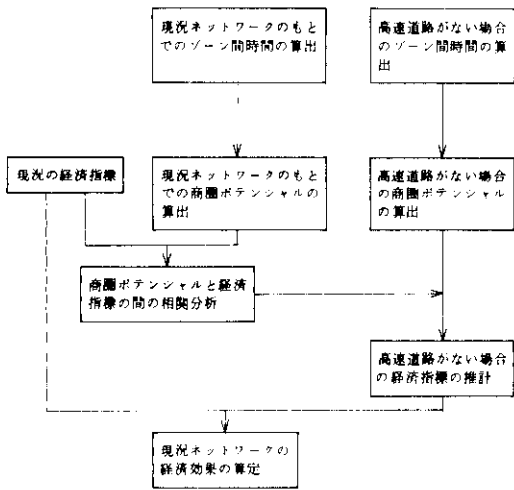 現況ネットワークのもと
でのゾーン間時間の算出
高速道路がない場合
のゾーン間時間の算
出
現況の経済指標
現況ネットワークのもと
での商圏ポテンシャルの
算出
高速道路がない場合
の商圏ポテンシャル
の算出
商圏ポテンシャルと経済
指標の間の相関分析
高速道路がない場合
の経済指標の推計
現況ネットワークの
経済効果の算定